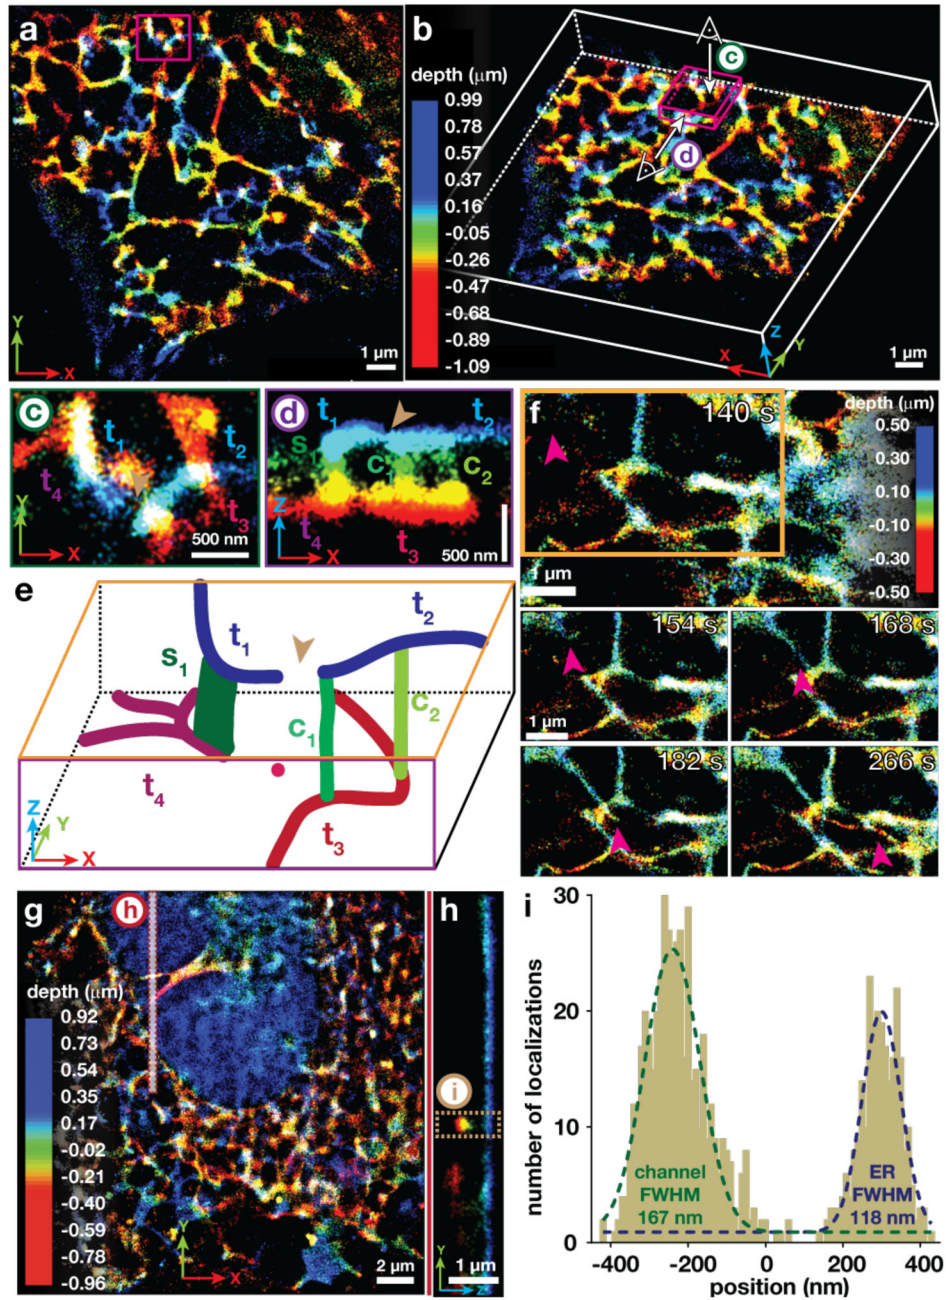 a
Y
X
1 μm
b
depth (μm)
0.99
0.78
0.57
0.37
0.16
-0.05
-0.26
-0.47
-0.68
-0.89
-1.09
c
d
X
Z
Y
1 μm
c
t1
t2
t4
t3
Y
X
500 nm
d
t1
t2
S1
C1
C2
Z
t4
X
t3
500 nm
e
t1
t2
S1
C1
C2
t4
t3
Z
Y
X
f
140 s
depth (μm)
0.50
0.30
0.10
-0.10
-0.30
-0.50
1 μm
154 s
168 s
1 μm
182 s
266 s
g
h
depth (μm)
0.92
0.73
0.54
0.35
0.17
-0.02
-0.21
-0.40
-0.59
-0.78
-0.96
Y
X
2 μm
h
i
Y
Z
1 μm
i
number of localizations
30
20
10
0
channel
FWHM
167 nm
ER
FWHM
118 nm
-400 -200 0 200 400
position (nm)